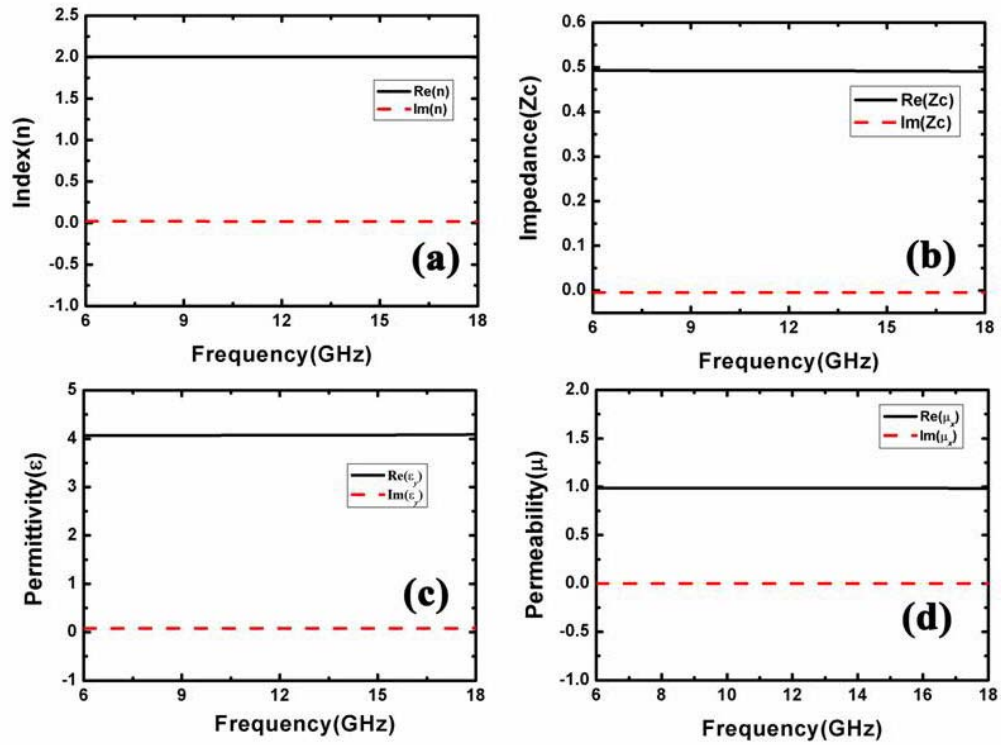 2.5
2.0
1.5
1.0
0.5
0.0
-0.5
-1.0
Index(n)
Re(n)
Im(n)
(a)
6 9 12 15 18
Frequency(GHz)
0.6
0.5
0.4
0.3
0.2
0.1
0.0
Impedance(Zc)
Re(Zc)
Im(Zc)
(b)
6 9 12 15 18
Frequency(GHz)
5
4
3
2
1
0
-1
Permittivity(ε)
Re(εy)
Im(εy)
(c)
6 9 12 15 18
Frequency(GHz)
2.0
1.5
1.0
0.5
0.0
-0.5
-1.0
Permeability(μ)
Re(μx)
Im(μx)
(d)
6 8 10 12 14 16 18
Frequency(GHz)